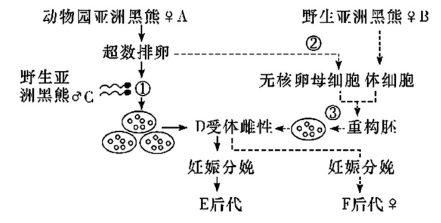 动物园亚洲黑熊♀A
野生亚洲黑熊♀B
超数排卵
②
野生亚
洲黑熊♂C
①
无核卵母细胞 体细胞
③
D受体雌性
重构胚
妊娠分娩
妊娠分娩
E后代
F后代♀